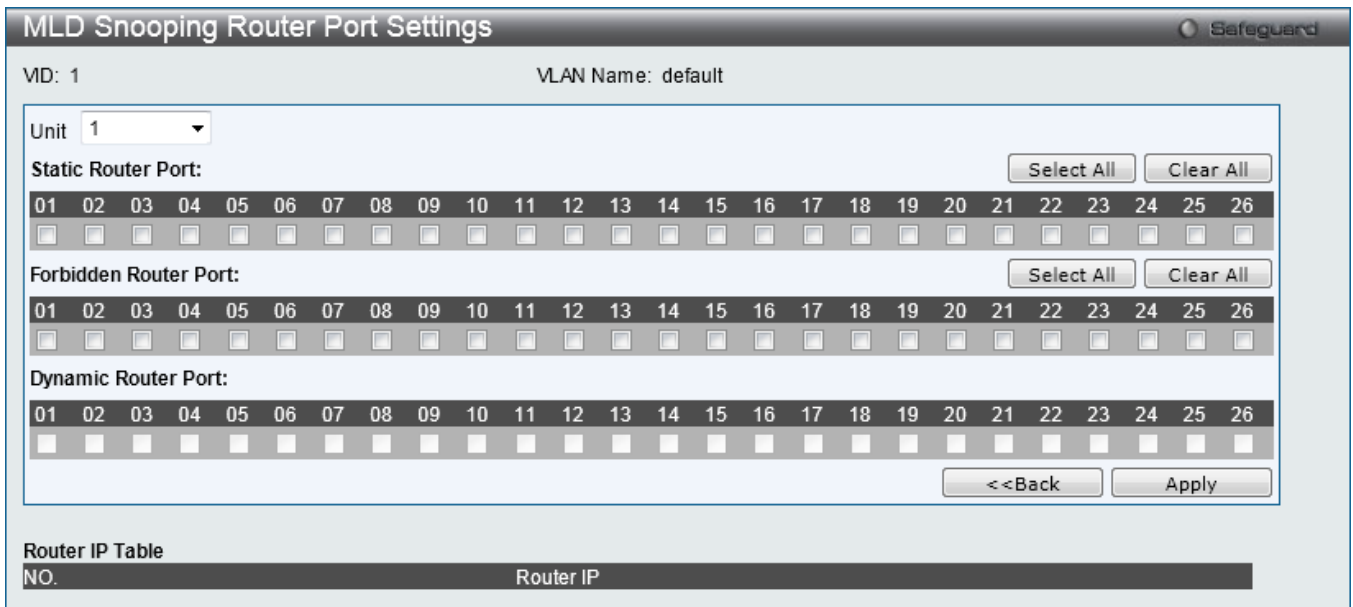 MLD Snooping Router Port Settings Safeguard
VID: 1 VLAN Name: default
Unit 1
Static Router Port: Select All Clear All
01 02 03 04 05 06 07 08 09 10 11 12 13 14 15 16 17 18 19 20 21 22 23 24 25 26
Forbidden Router Port: Select All Clear All
01 02 03 04 05 06 07 08 09 10 11 12 13 14 15 16 17 18 19 20 21 22 23 24 25 26
Dynamic Router Port:
01 02 03 04 05 06 07 08 09 10 11 12 13 14 15 16 17 18 19 20 21 22 23 24 25 26
<<Back Apply
Router IP Table
NO. Router IP